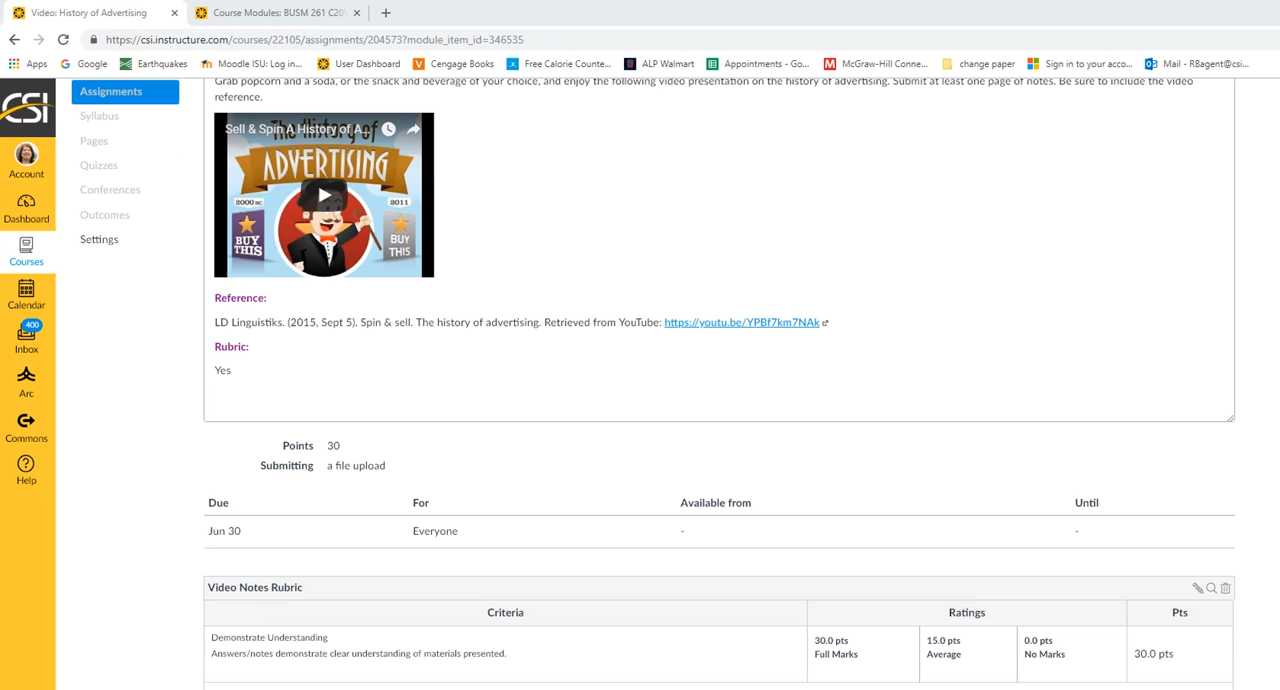 Video: History of Advertising
Course Modules: BUSM 261 C20
https://csi.instructure.com/courses/22105/assignments/204573?module_item_id=346535
Apps Google Earthquakes Moodle ISU: Log in... User Dashboard Cengage Books Free Calorie Counte... ALP Walmart Appointments - Go... McGraw-Hill Conne... change paper Sign in to your acco... Mail - RBagent@csi...
CSI
Account
Dashboard
Courses
Calendar
400
Inbox
Arc
Commons
Help
Assignments
Syllabus
Pages
Quizzes
Conferences
Outcomes
Settings
Grab popcorn and a soda, or the snack and beverage of your choice, and enjoy the following video presentation on the history of advertising. Submit at least one page of notes. Be sure to include the video
reference.
Sell & Spin A History of A...
The History of
ADVERTISING
2000 BC
2011
BUY THIS
BUY THIS
Reference:
LD Linguistiks. (2015, Sept 5). Spin & sell. The history of advertising. Retrieved from YouTube: https://youtu.be/YPBf7km7NAk
Rubric:
Yes
Points 30
Submitting a file upload
Due For Available from Until
Jun 30 Everyone - -
Video Notes Rubric
Criteria Ratings Pts
Demonstrate Understanding
Answers/notes demonstrate clear understanding of materials presented.
30.0 pts
Full Marks
15.0 pts
Average
0.0 pts
No Marks
30.0 pts